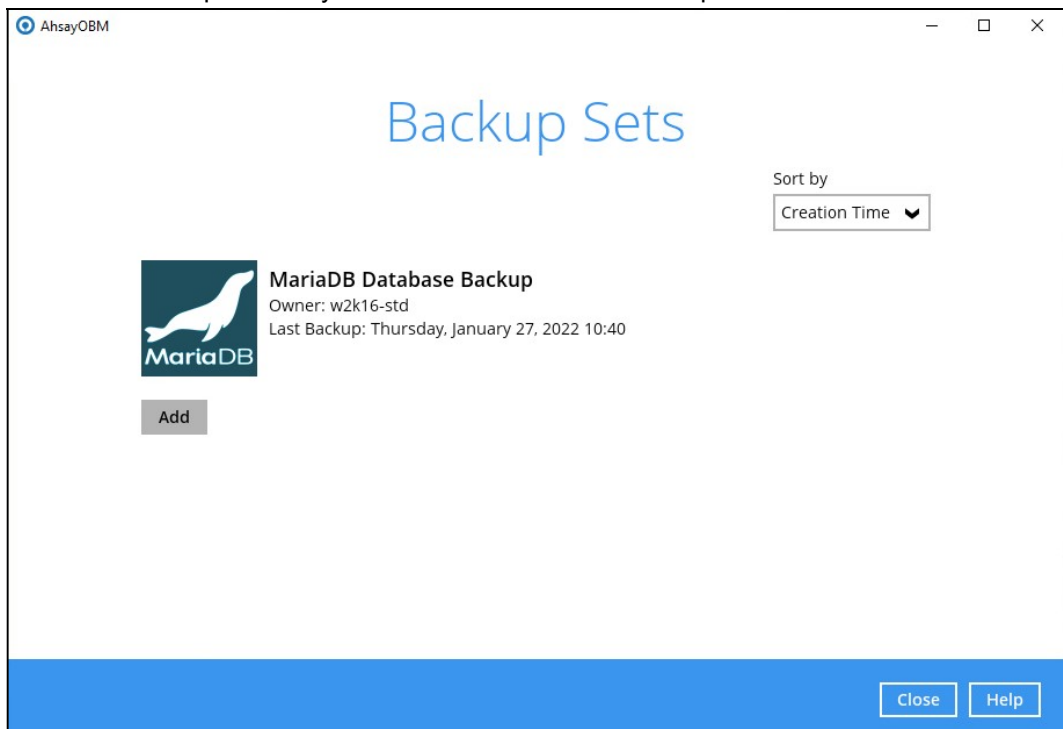 AhsayOBM
Backup Sets
Sort by
Creation Time
MariaDB Database Backup
Owner: w2k16-std
Last Backup: Thursday, January 27, 2022 10:40
MariaDB
Add
Close Help